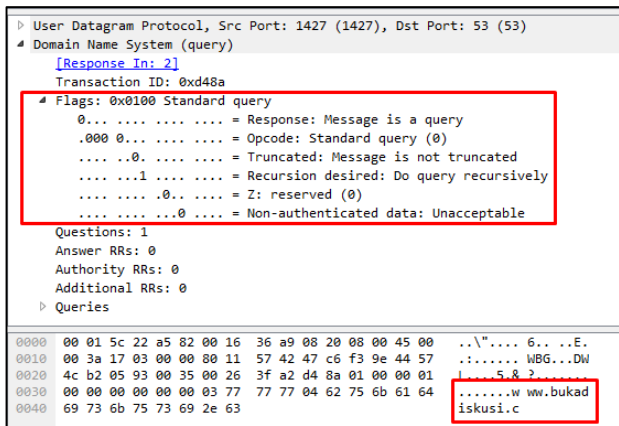 ▷ User Datagram Protocol, Src Port: 1427 (1427), Dst Port: 53 (53)
◢ Domain Name System (query)
[Response In: 2]
Transaction ID: 0xd48a
◢ Flags: 0x0100 Standard query
0... .... .... .... = Response: Message is a query
.000 0... .... .... = Opcode: Standard query (0)
.... ..0. .... .... = Truncated: Message is not truncated
.... ...1 .... .... = Recursion desired: Do query recursively
.... .... .0.. .... = Z: reserved (0)
.... .... ...0 .... = Non-authenticated data: Unacceptable
Questions: 1
Answer RRs: 0
Authority RRs: 0
Additional RRs: 0
▷ Queries
0000 00 01 5c 22 a5 82 00 16 36 a9 08 20 08 00 45 00 ..\".... 6.. ..E.
0010 00 3a 17 03 00 00 80 11 57 42 47 c6 f3 9e 44 57 .:...... WBG...DW
0020 4c b2 05 93 00 35 00 26 3f a2 d4 8a 01 00 00 01 L....5.& ?.......
0030 00 00 00 00 00 00 03 77 77 77 04 62 75 6b 61 64 .......w ww.bukad
0040 69 73 6b 75 73 69 2e 63 iskusi.c